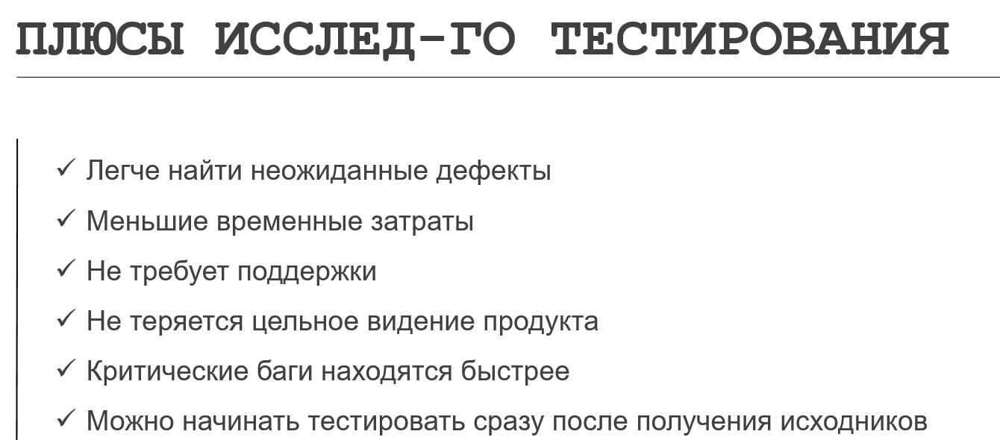 ПЛЮСЫ ИССЛЕД-ГО ТЕСТИРОВАНИЯ
✓ Легче найти неожиданные дефекты
✓ Меньшие временные затраты
✓ Не требует поддержки
✓ Не теряется цельное видение продукта
✓ Критические баги находятся быстрее
✓ Можно начинать тестировать сразу после получения исходников